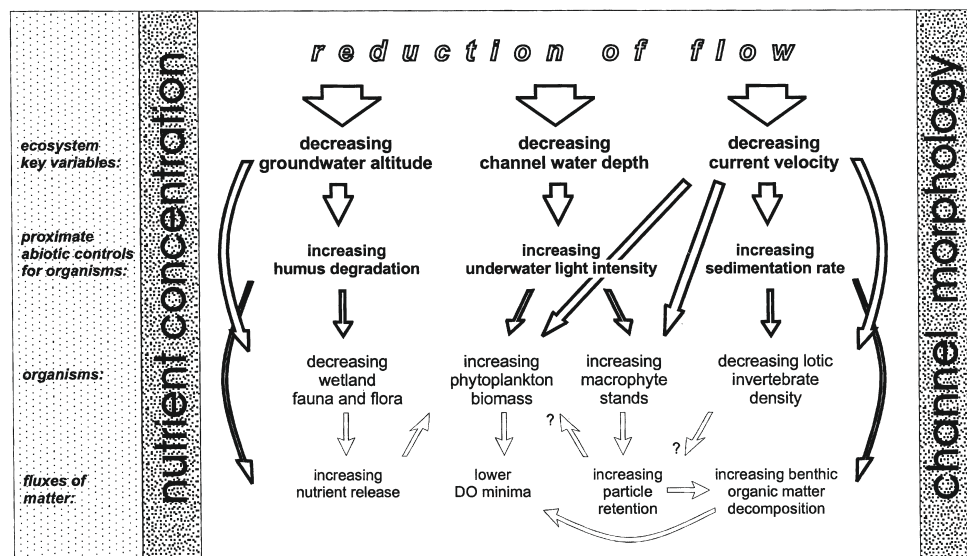 reduction of flow
nutrient concentration
channel morphology
ecosystem
key variables:
decreasing
groundwater altitude
decreasing
channel water depth
decreasing
current velocity
proximate
abiotic controls
for organisms:
increasing
humus degradation
increasing
underwater light intensity
increasing
sedimentation rate
organisms:
decreasing
wetland
fauna and flora
increasing
phytoplankton
biomass
increasing
macrophyte
stands
decreasing lotic
invertebrate
density
?
?
fluxes of
matter:
increasing
nutrient release
lower
DO minima
increasing
particle
retention
increasing benthic
organic matter
decomposition